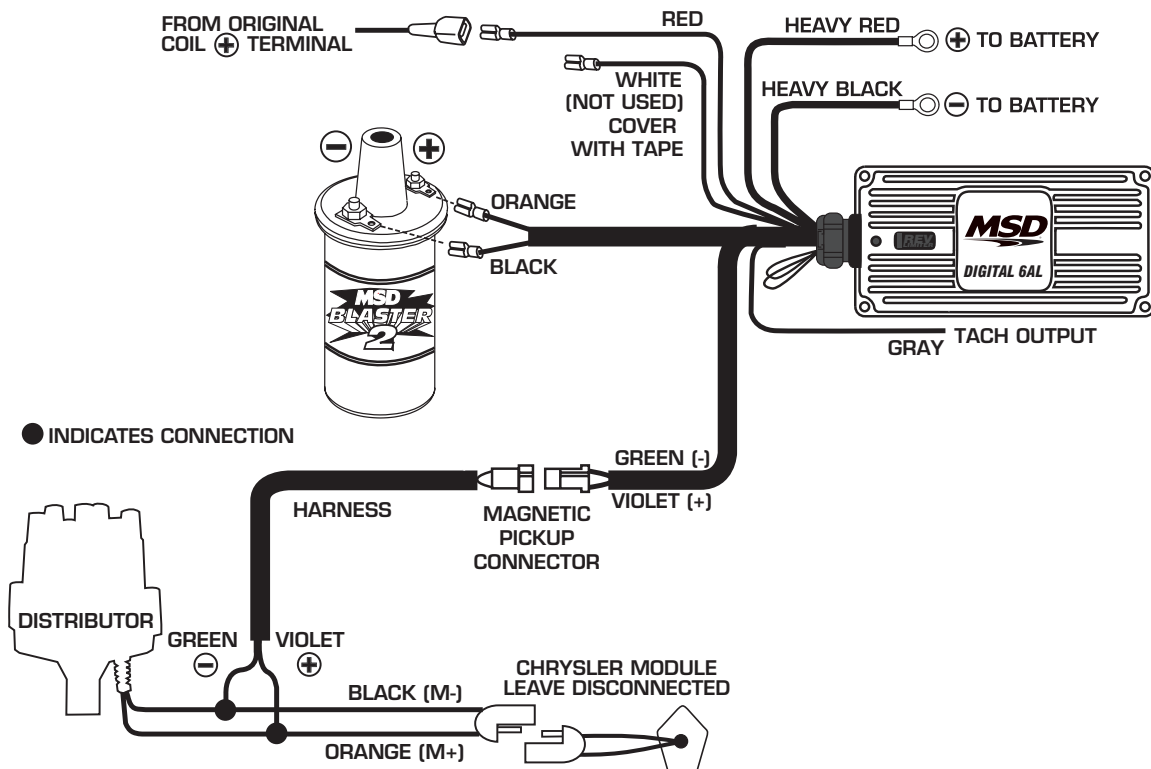 FROM ORIGINAL
COIL ⊕ TERMINAL
RED
HEAVY RED
⊕ TO BATTERY
HEAVY BLACK
⊖ TO BATTERY
WHITE
(NOT USED)
COVER
WITH TAPE
⊖ ⊕
ORANGE
BLACK
MSD
BLASTER
2
REV
LIMITER
MSD
DIGITAL 6AL
GRAY
TACH OUTPUT
INDICATES CONNECTION
GREEN (-)
VIOLET (+)
HARNESS
MAGNETIC
PICKUP
CONNECTOR
DISTRIBUTOR
GREEN
⊖
VIOLET
⊕
CHRYSLER MODULE
LEAVE DISCONNECTED
BLACK (M-)
ORANGE (M+)